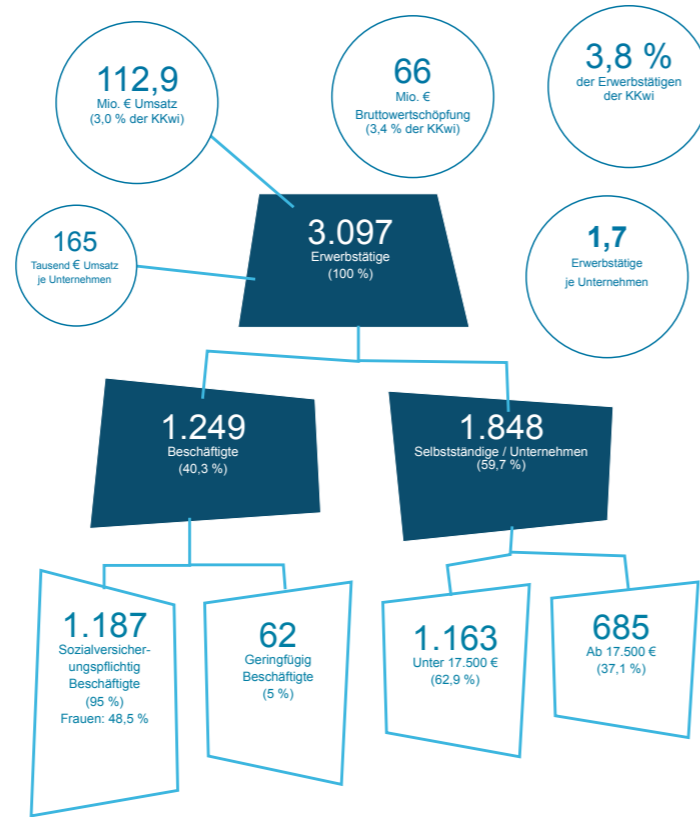 112,9
Mio. € Umsatz
(3,0 % der KKwi)
66
Mio. €
Bruttowertschöpfung
(3,4 % der KKwi)
3,8 %
der Erwerbstätigen
der KKwi
165
Tausend € Umsatz
je Unternehmen
3.097
Erwerbstätige
(100 %)
1,7
Erwerbstätige
je Unternehmen
1.249
Beschäftigte
(40,3 %)
1.848
Selbstständige / Unternehmen
(59,7 %)
1.187
Sozialversicher-
ungspflichtig
Beschäftigte
(95 %)
Frauen: 48,5 %
62
Geringfügig
Beschäftigte
(5 %)
1.163
Unter 17.500 €
(62,9 %)
685
Ab 17.500 €
(37,1 %)